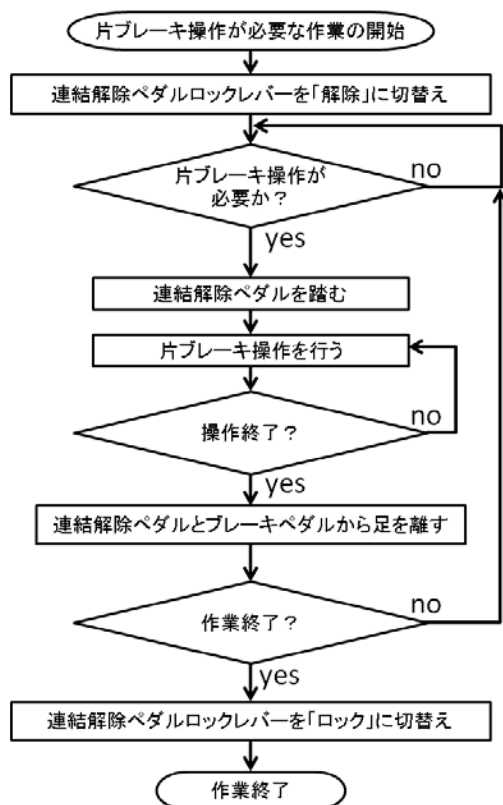 片ブレーキ操作が必要な作業の開始
連結解除ペダルロックレバーを「解除」に切替え
片ブレーキ操作が
必要か？
no
yes
連結解除ペダルを踏む
片ブレーキ操作を行う
操作終了？
no
yes
連結解除ペダルとブレーキペダルから足を離す
作業終了？
no
yes
連結解除ペダルロックレバーを「ロック」に切替え
作業終了